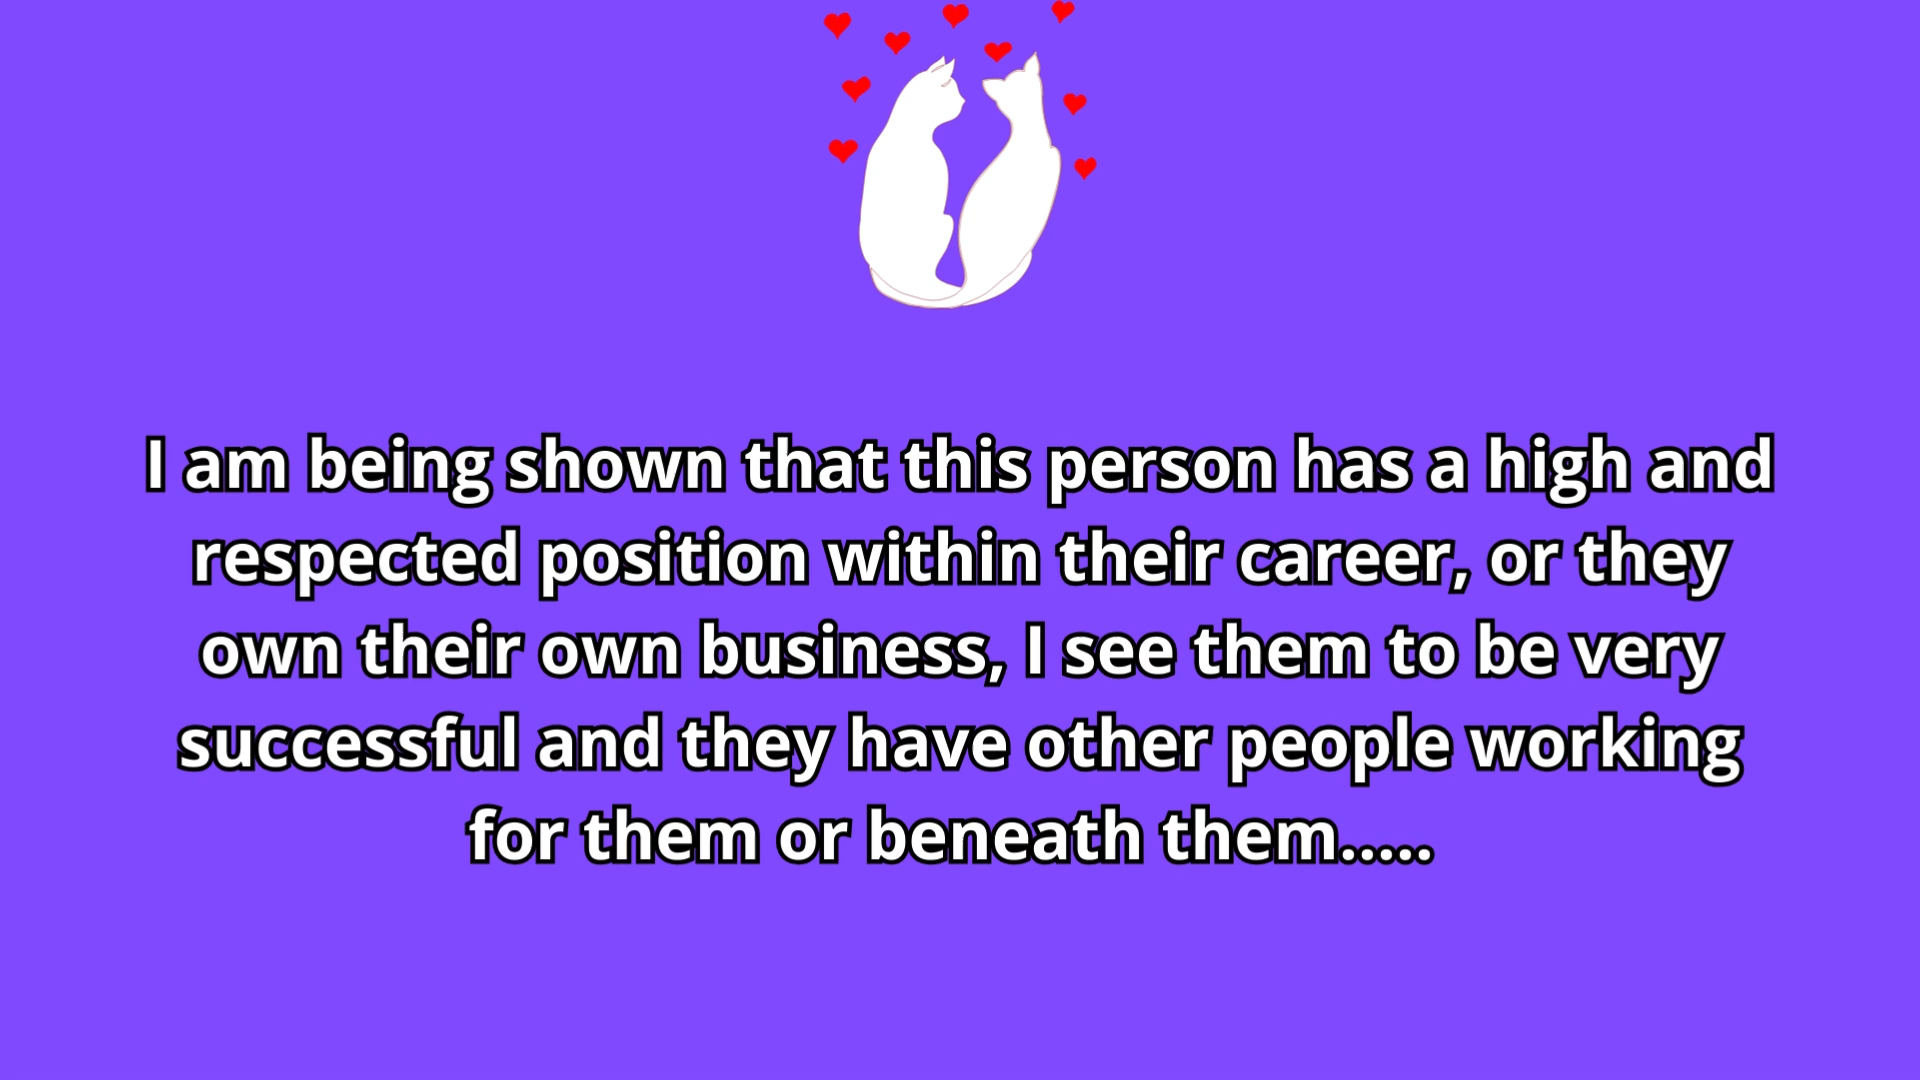 I am being shown that this person has a high and
respected position within their career, or they
own their own business, I see them to be very
successful and they have other people working
for them or beneath them.....